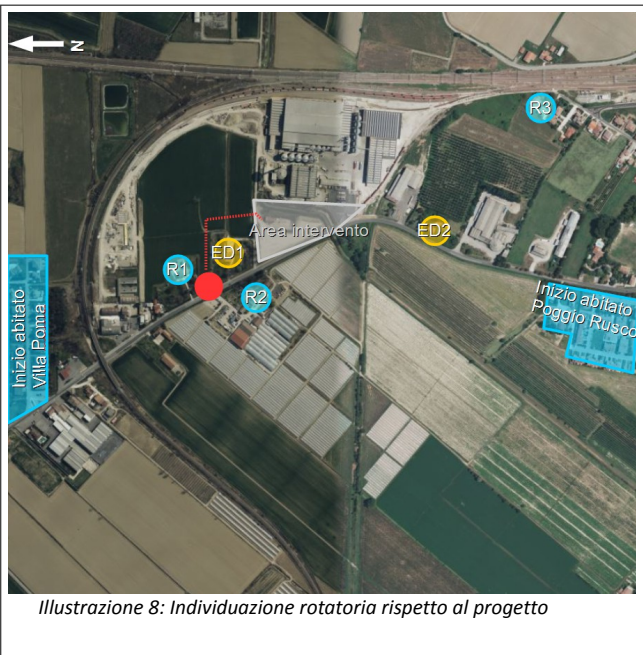 N
R3
Area intervento
ED2
ED1
R1
R2
Inizio abitato
Villa Poma
Inizio abitato
Poggio Rusco
Illustrazione 8: Individuazione rotatoria rispetto al progetto